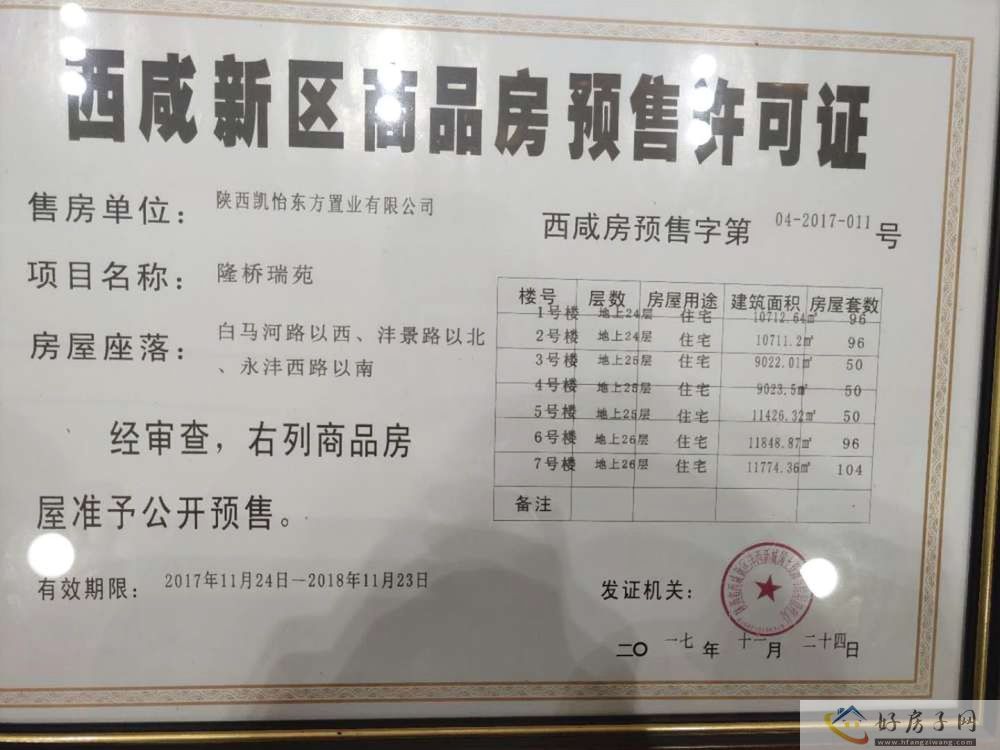 西咸新区商品房预售许可证
售房单位：陕西凯怡东方置业有限公司
西咸房预售字第04-2017-011号
项目名称：隆桥瑞苑
房屋座落：白马河路以西、沣景路以北
、永沣西路以南
经审查，右列商品房
屋准予公开预售。
有效期限：2017年11月24日—2018年11月23日
楼号 层数 房屋用途 建筑面积 房屋套数
1号楼 地上24层 住宅 10712.64㎡ 96
2号楼 地上24层 住宅 10711.2㎡ 96
3号楼 地上25层 住宅 9022.01㎡ 50
4号楼 地上25层 住宅 9023.5㎡ 50
5号楼 地上25层 住宅 11426.32㎡ 50
6号楼 地上26层 住宅 11848.87㎡ 96
7号楼 地上26层 住宅 11774.36㎡ 104
备注
发证机关：
二〇一七年十一月二十四日
好房子网
www.hfangziwang.com